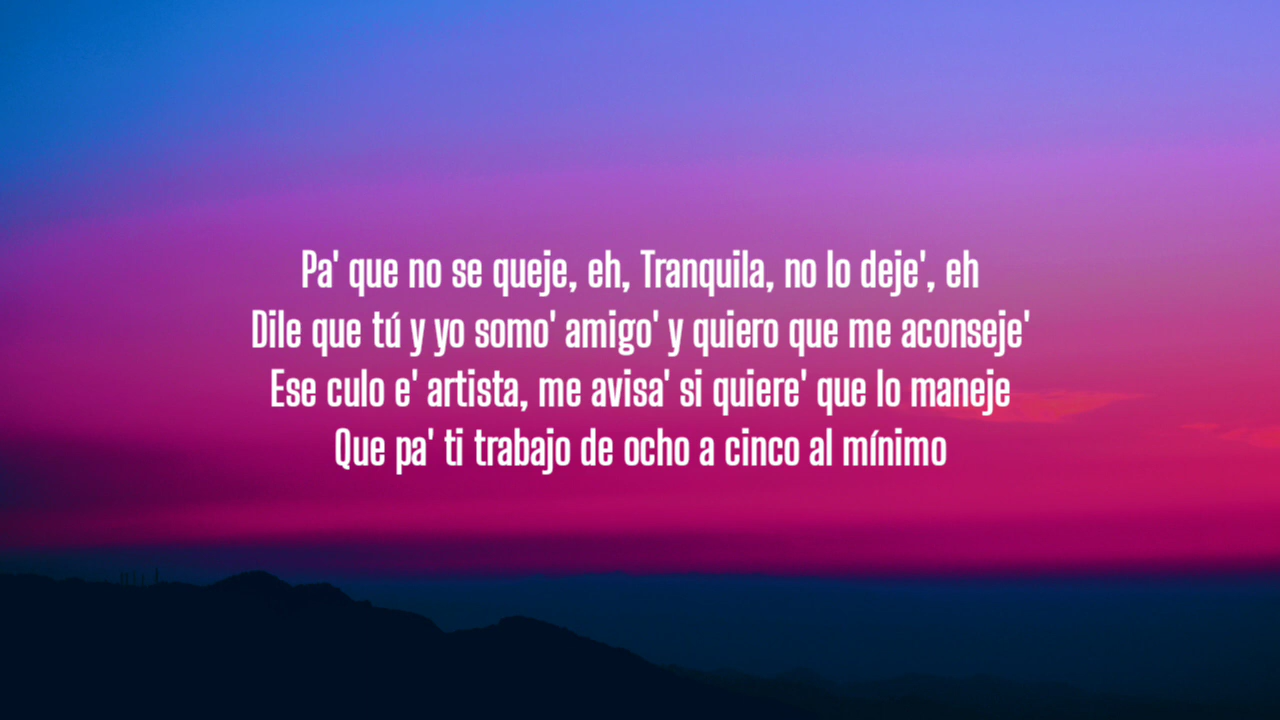 Pa' que no se queje, eh, Tranquila, no lo deje', eh
Dile que tú y yo somo' amigo' y quiero que me aconseje'
Ese culo e' artista, me avisa' si quiere' que lo maneje
Que pa' ti trabajo de ocho a cinco al mínimo